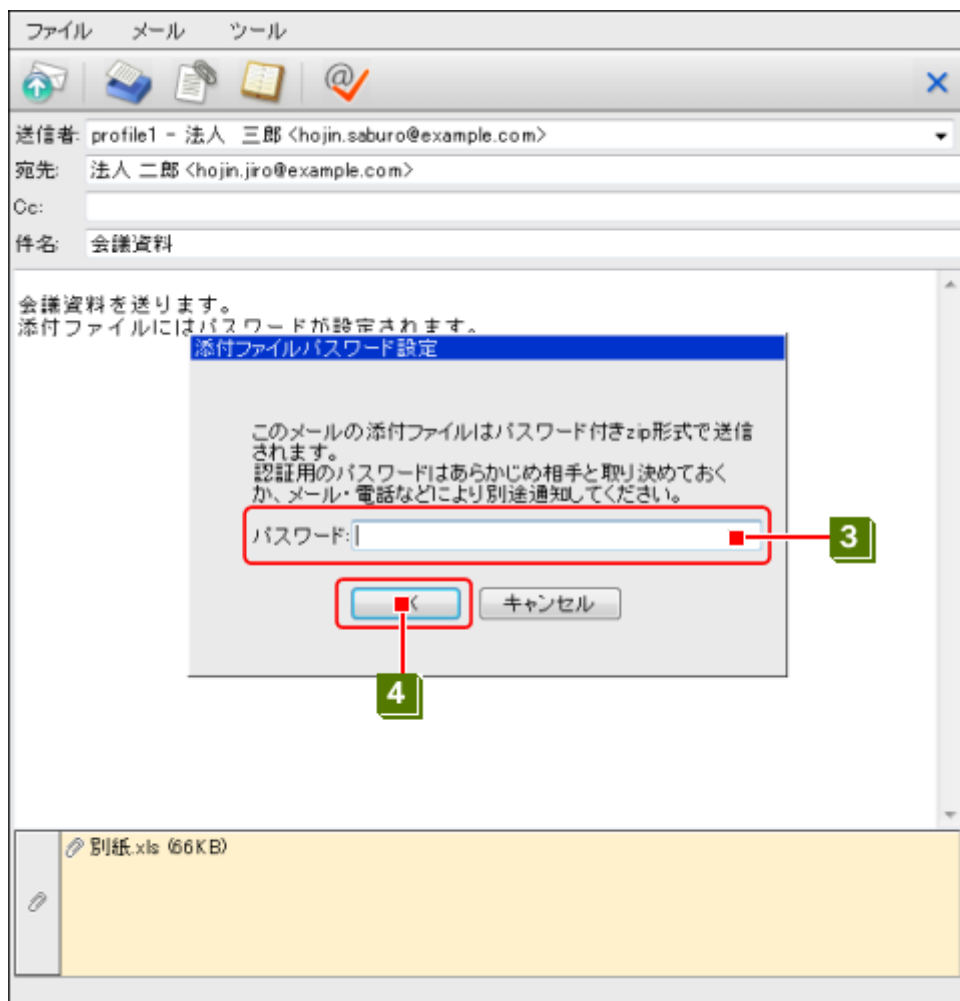 ファイル メール ツール
送信者: profile1 - 法人 三郎 <hojin.saburo@example.com>
宛先: 法人 二郎 <hojin.jiro@example.com>
Cc:
件名: 会議資料
会議資料を送ります。
添付ファイルにはパスワードが設定されます。
添付ファイルパスワード設定
このメールの添付ファイルはパスワード付きzip形式で送信
されます。
認証用のパスワードはあらかじめ相手と取り決めておく
か、メール・電話などにより別途通知してください。
パスワード:
3
キャンセル
4
別紙.xls (66KB)